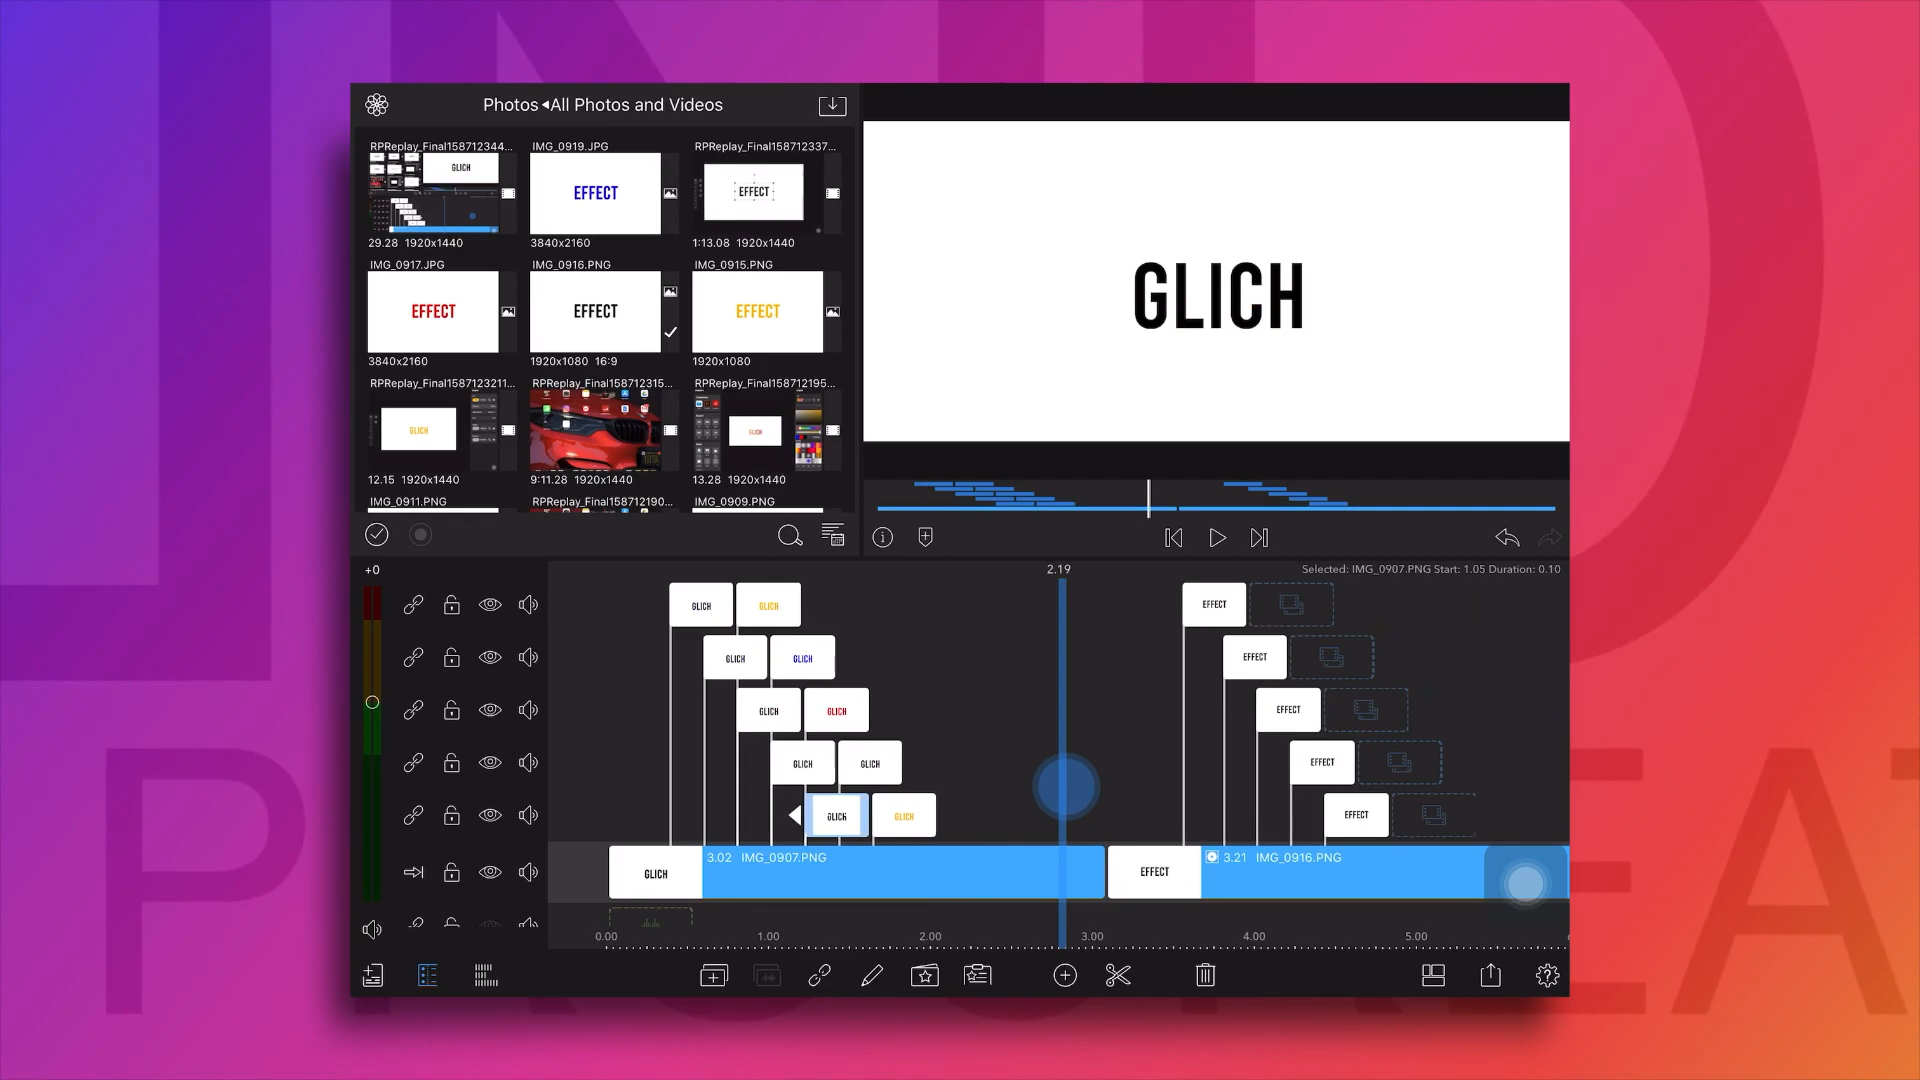 Photos ◂All Photos and Videos
RPReplay_Final158712344...
IMG_0919.JPG
RPReplay_Final158712337...
GLICH
EFFECT
EFFECT
29.28 1920x1440
3840x2160
1:13.08 1920x1440
IMG_0917.JPG
IMG_0916.PNG
IMG_0915.PNG
EFFECT
EFFECT
EFFECT
3840x2160
1920x1080 16:9
1920x1080
RPReplay_Final1587123211...
RPReplay_Final158712315...
RPReplay_Final158712195...
GLICH
GLICH
12.15 1920x1440
9:11.28 1920x1440
13.28 1920x1440
IMG_0911.PNG
RPReplay_Final158712190...
IMG_0909.PNG
GLICH
+0
2.19
Selected: IMG_0907.PNG Start: 1.05 Duration: 0.10
GLICH
GLICH
EFFECT
GLICH
GLICH
EFFECT
GLICH
GLICH
EFFECT
GLICH
GLICH
EFFECT
GLICH
GLICH
EFFECT
GLICH
3.02 IMG_0907.PNG
EFFECT
3.21 IMG_0916.PNG
0.00
1.00
2.00
3.00
4.00
5.00